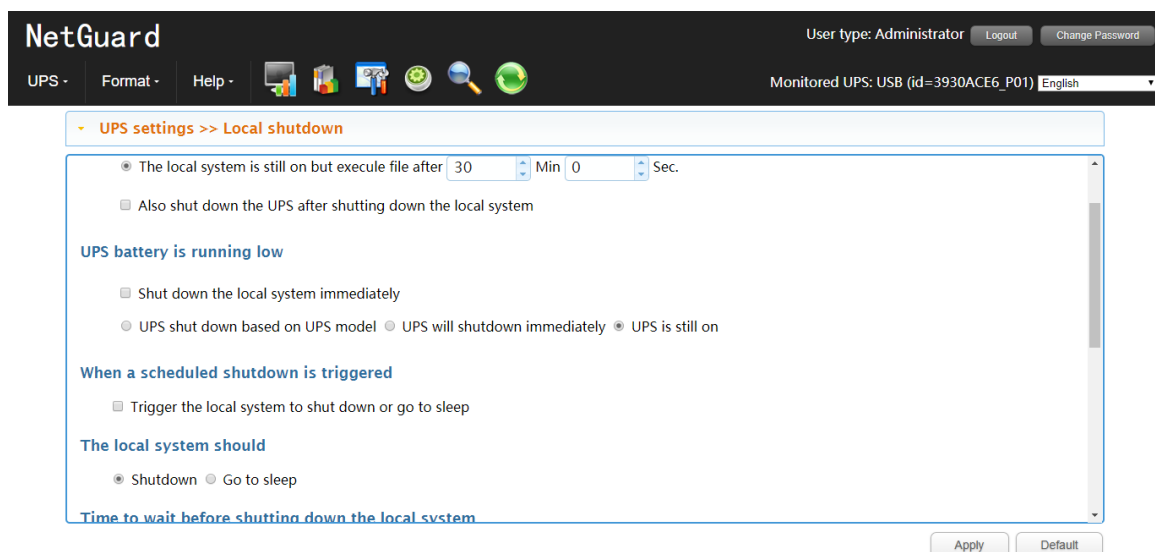 NetGuard
User type: Administrator Logout Change Password
UPS Format Help
Monitored UPS: USB (id=3930ACE6_P01) English
UPS settings >> Local shutdown
The local system is still on but execule file after 30 Min 0 Sec.
Also shut down the UPS after shutting down the local system
UPS battery is running low
Shut down the local system immediately
UPS shut down based on UPS model UPS will shutdown immediately UPS is still on
When a scheduled shutdown is triggered
Trigger the local system to shut down or go to sleep
The local system should
Shutdown Go to sleep
Time to wait before shutting down the local system
Apply Default